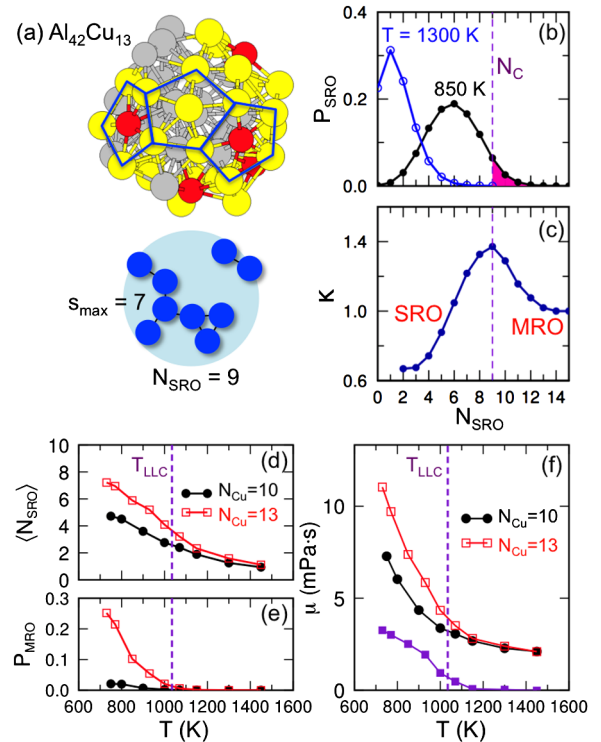 (a) Al₄₂Cu₁₃
s_max = 7
N_SRO = 9
(b)
T = 1300 K
N_C
850 K
P_SRO
0.4
0.2
0.0
(c)
K
1.4
1.0
0.6
SRO
MRO
0 2 4 6 8 10 12 14
N_SRO
(d)
T_LLC
N_Cu=10
N_Cu=13
⟨N_SRO⟩
10
8
6
4
2
0
(e)
P_MRO
0.3
0.2
0.1
0.0
600 800 1000 1200 1400 1600
T (K)
(f)
T_LLC
N_Cu=10
N_Cu=13
μ (mPa·s)
10
5
0
600 800 1000 1200 1400 1600
T (K)